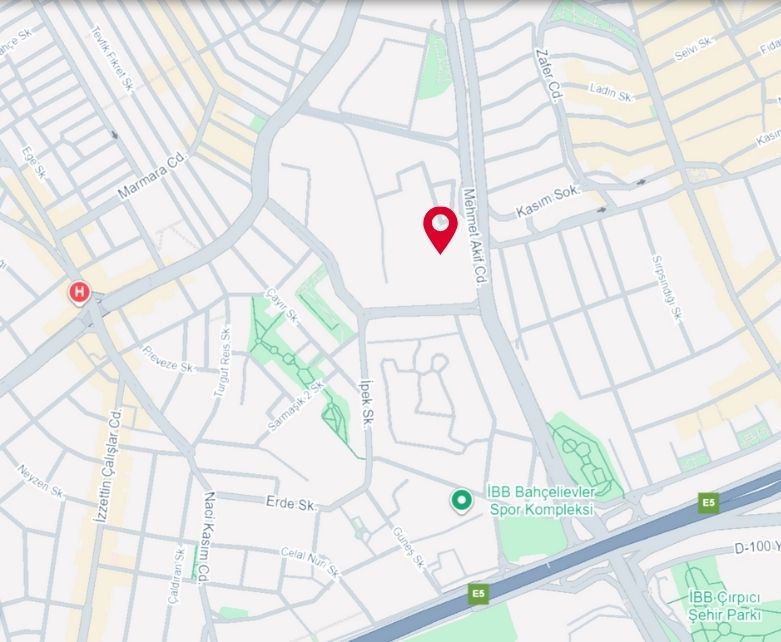 Tevfik Fikret Sk
Zafer Cd.
Selvi Sk.
Ladin Sk.
Ege Sk.
Marmara Cd.
Kasım Sok.
Mehmet Akif Cd.
H
Sırpsındığı Sk.
Çayır Sk.
Turgut Reis Sk.
Preveze Sk.
Sarmaşık 2 Sk.
İpek Sk.
İzzettin Çalışlar Cd.
Neyzen Sk.
Naci Kasım Cd.
Erde Sk.
İBB Bahçelievler
Spor Kompleksi
E5
Güneş Sk.
Celal Nuri Sk.
Çaldıran Sk.
D-100 Y
E5
İBB Çırpıcı
Şehir Parkı